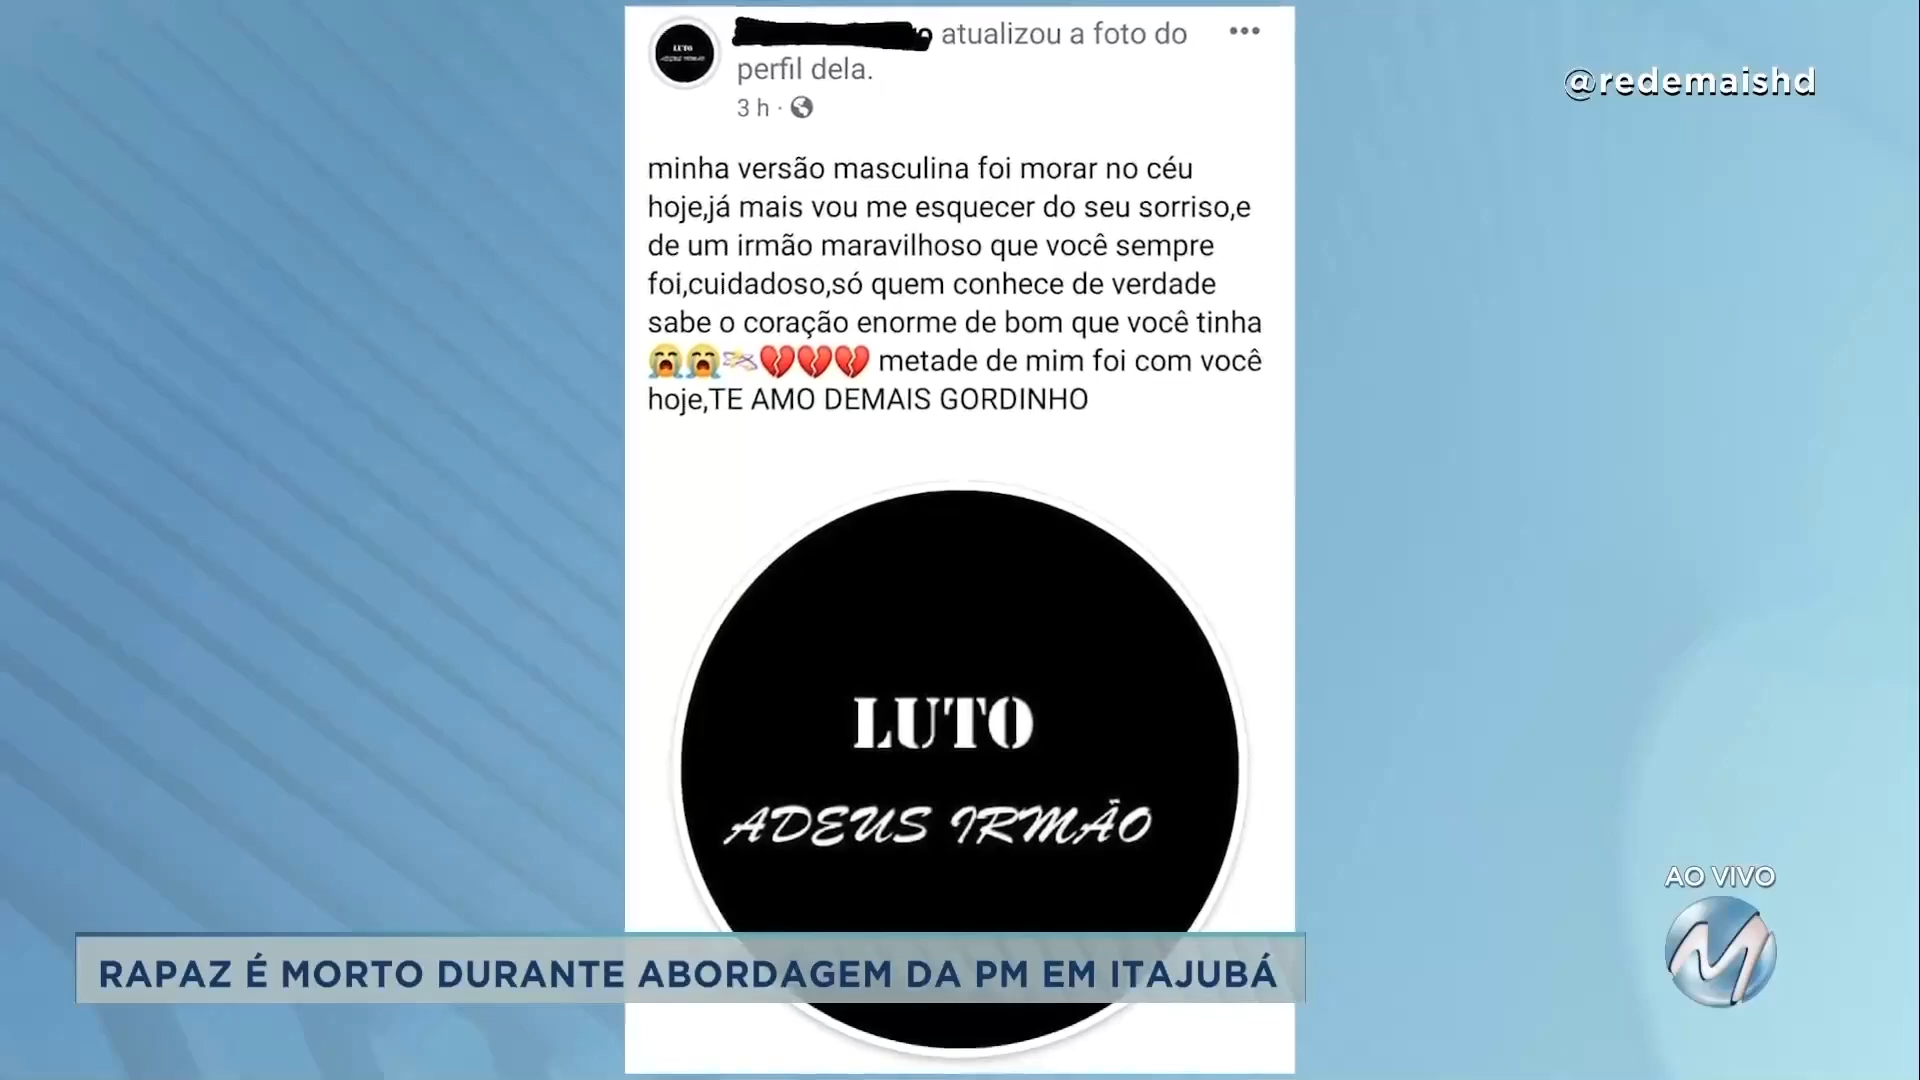 atualizou a foto do
perfil dela.
3 h
@redemaishd
minha versão masculina foi morar no céu
hoje,já mais vou me esquecer do seu sorriso,e
de um irmão maravilhoso que você sempre
foi,cuidadoso,só quem conhece de verdade
sabe o coração enorme de bom que você tinha
😭😭💫💔💔💔 metade de mim foi com você
hoje,TE AMO DEMAIS GORDINHO
LUTO
ADEUS IRMÃO
AO VIVO
RAPAZ É MORTO DURANTE ABORDAGEM DA PM EM ITAJUBÁ